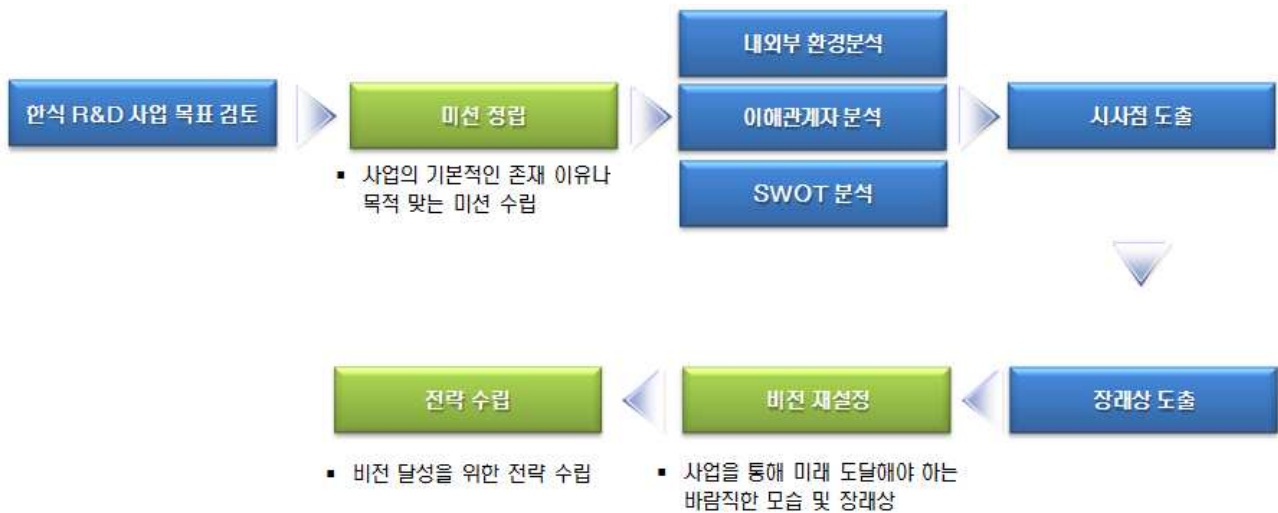 한식 R&D 사업 목표 검토
미션 정립
▪ 사업의 기본적인 존재 이유나
목적 맞는 미션 수립
내외부 환경분석
이해관계자 분석
SWOT 분석
시사점 도출
장래상 도출
비전 재설정
▪ 사업을 통해 미래 도달해야 하는
바람직한 모습 및 장래상
전략 수립
▪ 비전 달성을 위한 전략 수립